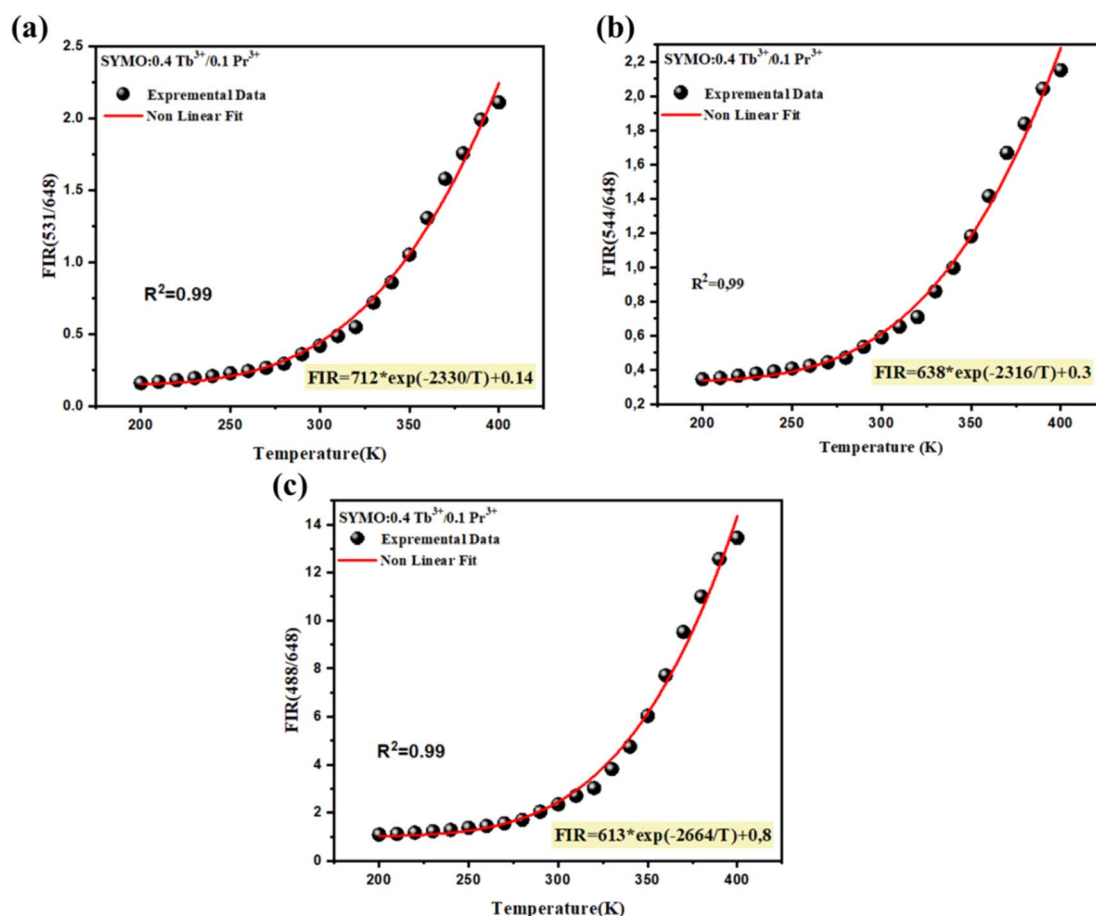 (a)
2.5
2.0
1.5
1.0
0.5
0.0
FIR(531/648)
SYMO:0.4 Tb³⁺/0.1 Pr³⁺
Expremental Data
Non Linear Fit
R²=0.99
FIR=712*exp(-2330/T)+0.14
200 250 300 350 400
Temperature(K)
(b)
2,2
2,0
1,8
1,6
1,4
1,2
1,0
0,8
0,6
0,4
0,2
FIR(544/648)
SYMO:0.4 Tb³⁺/0.1 Pr³⁺
Expremental Data
Non Linear Fit
R²=0,99
FIR=638*exp(-2316/T)+0.3
200 250 300 350 400
Temperature (K)
(c)
14
12
10
8
6
4
2
0
FIR(488/648)
SYMO:0.4 Tb³⁺/0.1 Pr³⁺
Expremental Data
Non Linear Fit
R²=0.99
FIR=613*exp(-2664/T)+0,8
200 250 300 350 400
Temperature(K)